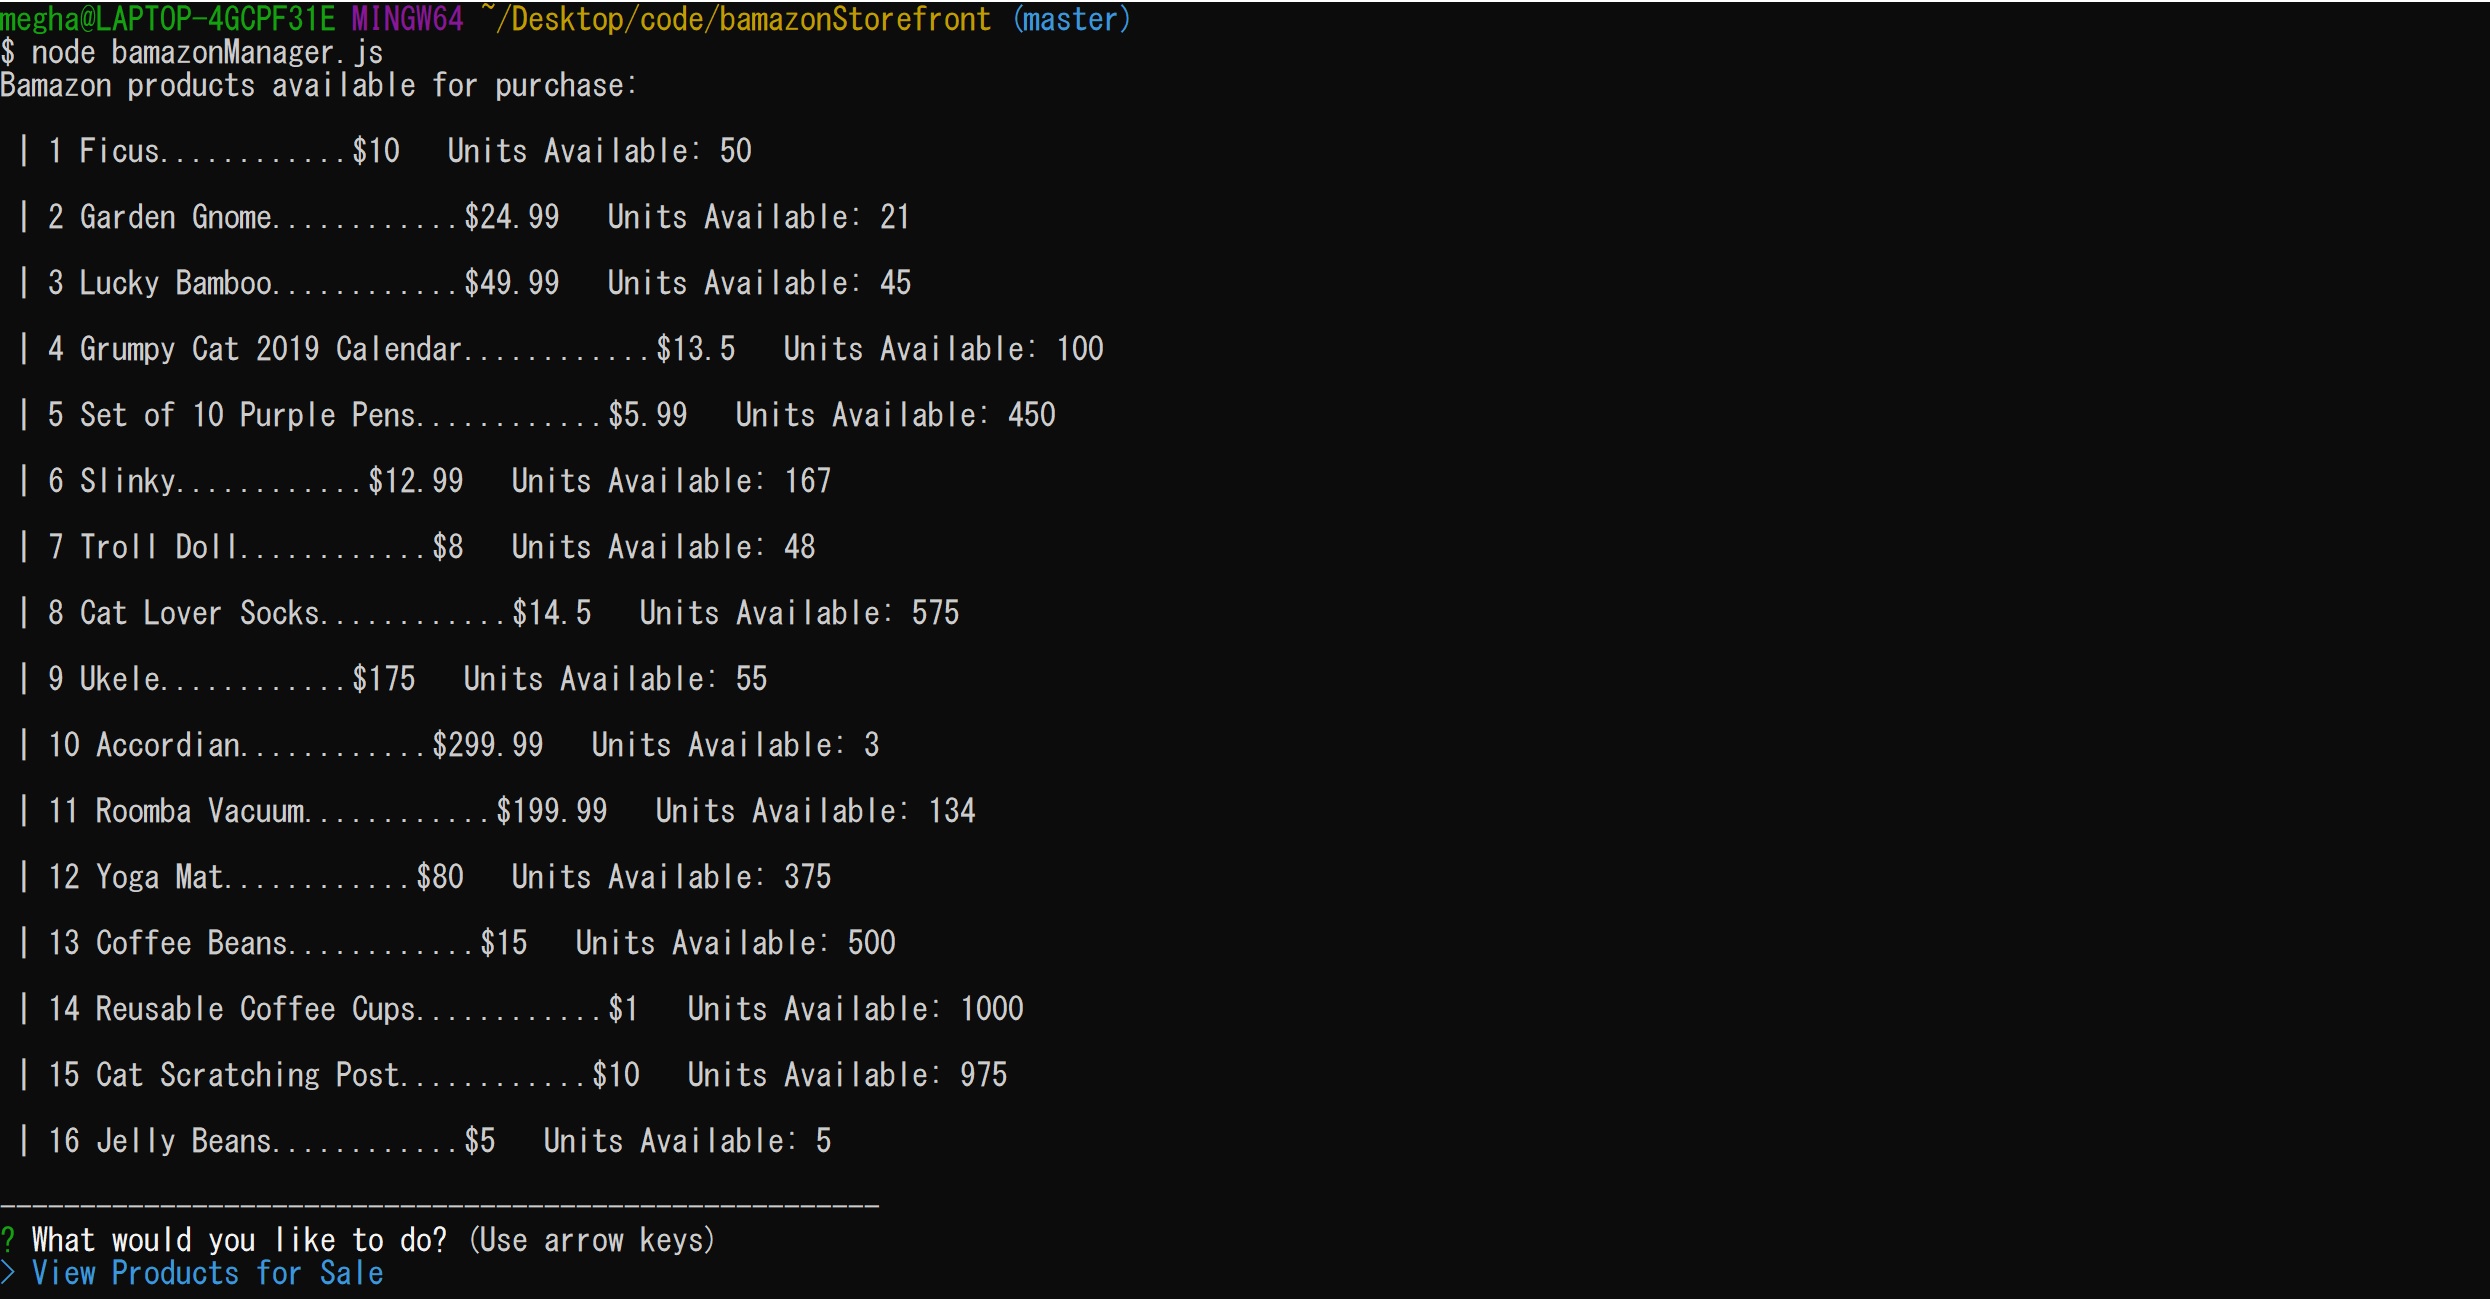 megha@LAPTOP-4GCPF31E MINGW64 ~/Desktop/code/bamazonStorefront (master)
$ node bamazonManager.js
Bamazon products available for purchase:
| 1 Ficus............$10   Units Available: 50
| 2 Garden Gnome............$24.99   Units Available: 21
| 3 Lucky Bamboo............$49.99   Units Available: 45
| 4 Grumpy Cat 2019 Calendar............$13.5   Units Available: 100
| 5 Set of 10 Purple Pens............$5.99   Units Available: 450
| 6 Slinky............$12.99   Units Available: 167
| 7 Troll Doll............$8   Units Available: 48
| 8 Cat Lover Socks............$14.5   Units Available: 575
| 9 Ukele............$175   Units Available: 55
| 10 Accordian............$299.99   Units Available: 3
| 11 Roomba Vacuum............$199.99   Units Available: 134
| 12 Yoga Mat............$80   Units Available: 375
| 13 Coffee Beans............$15   Units Available: 500
| 14 Reusable Coffee Cups............$1   Units Available: 1000
| 15 Cat Scratching Post............$10   Units Available: 975
| 16 Jelly Beans............$5   Units Available: 5
-------------------------------------------------------
? What would you like to do? (Use arrow keys)
> View Products for Sale